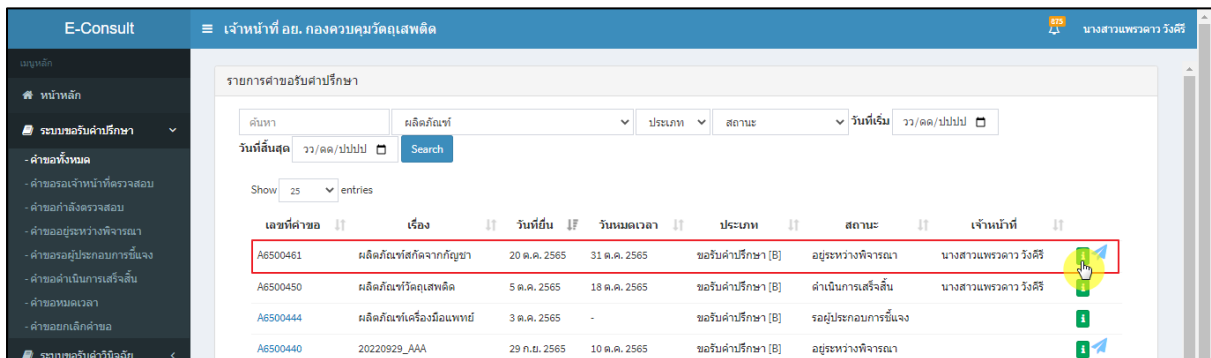 E-Consult
≡ เจ้าหน้าที่ อย. กองควบคุมวัตถุเสพติด
875
นางสาวแพรวดาว วังคีรี
เมนูหลัก
หน้าหลัก
ระบบขอรับคำปรึกษา
- คำขอทั้งหมด
- คำขอรอเจ้าหน้าที่ตรวจสอบ
- คำขอกำลังตรวจสอบ
- คำขออยู่ระหว่างพิจารณา
- คำขอรอผู้ประกอบการชี้แจง
- คำขอดำเนินการเสร็จสิ้น
- คำขอหมดเวลา
- คำขอยกเลิกคำขอ
ระบบขอรับคำวินิจฉัย
รายการคำขอรับคำปรึกษา
ค้นหา ผลิตภัณฑ์ ประเภท สถานะ วันที่เริ่ม วว/ดด/ปปปป
วันที่สิ้นสุด วว/ดด/ปปปป Search
Show 25 entries
เลขที่คำขอ เรื่อง วันที่ยื่น วันหมดเวลา ประเภท สถานะ เจ้าหน้าที่
A6500461 ผลิตภัณฑ์สกัดจากกัญชา 20 ต.ค. 2565 31 ต.ค. 2565 ขอรับคำปรึกษา [B] อยู่ระหว่างพิจารณา นางสาวแพรวดาว วังคีรี
A6500450 ผลิตภัณฑ์วัตถุเสพติด 5 ต.ค. 2565 18 ต.ค. 2565 ขอรับคำปรึกษา [B] ดำเนินการเสร็จสิ้น นางสาวแพรวดาว วังคีรี
A6500444 ผลิตภัณฑ์เครื่องมือแพทย์ 3 ต.ค. 2565 - ขอรับคำปรึกษา [B] รอผู้ประกอบการชี้แจง
A6500440 20220929_AAA 29 ก.ย. 2565 10 ต.ค. 2565 ขอรับคำปรึกษา [B] อยู่ระหว่างพิจารณา